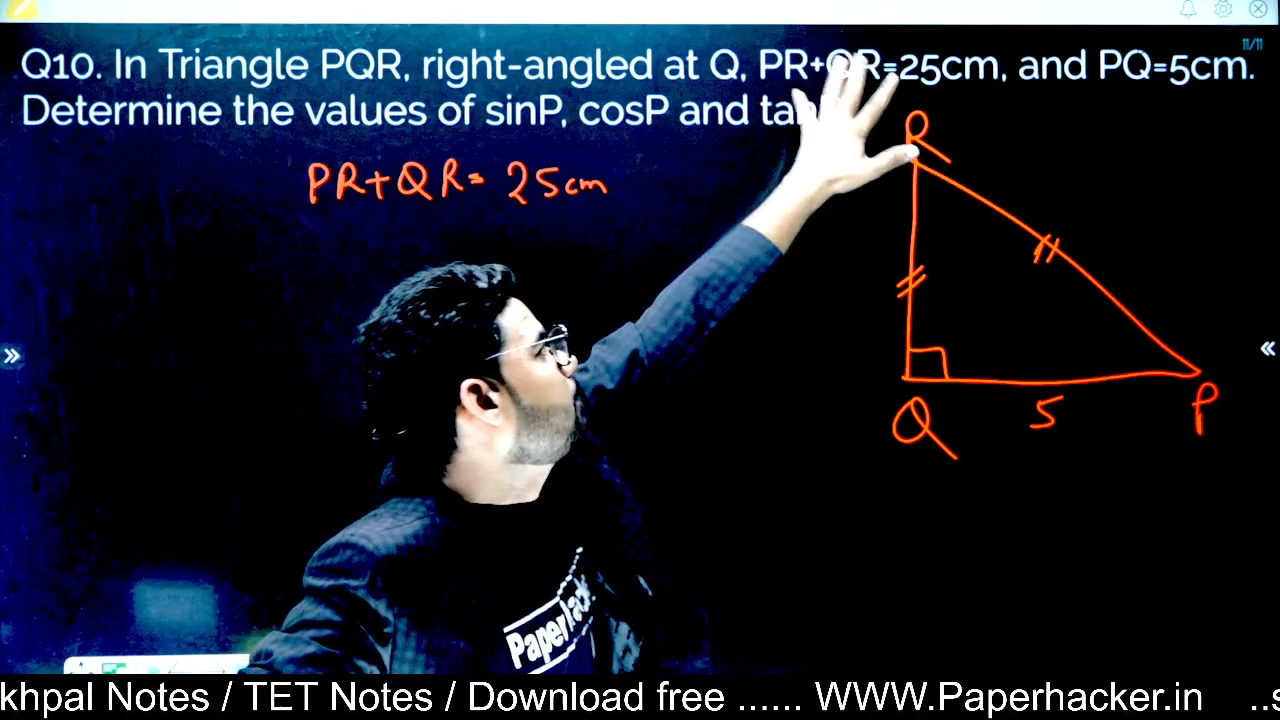 11/11
Q10. In Triangle PQR, right-angled at Q, PR+QR=25cm, and PQ=5cm.
Determine the values of sinP, cosP and
PR+QR= 25cm
R
Q
5
P
Paper
khpal Notes / TET Notes / Download free ...... WWW.Paperhacker.in ..s